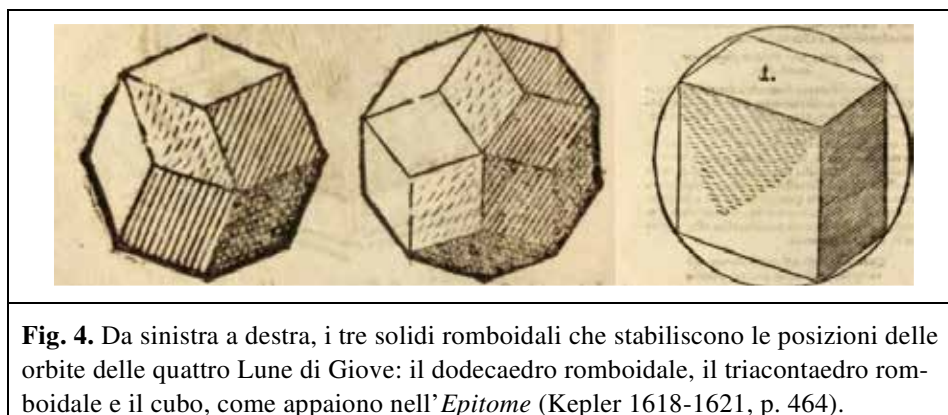 1.
Fig. 4. Da sinistra a destra, i tre solidi romboidali che stabiliscono le posizioni delle
orbite delle quattro Lune di Giove: il dodecaedro romboidale, il triacontaedro rom-
boidale e il cubo, come appaiono nell’Epitome (Kepler 1618-1621, p. 464).